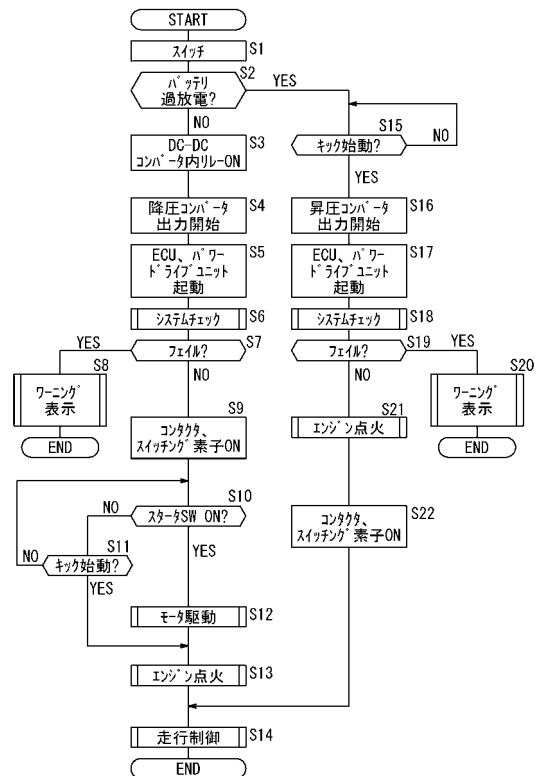 START
スイッチ S1
バッテリ
過放電? S2
YES
NO
DC-DC
コンバータ内リレーON S3
降圧コンバータ
出力開始 S4
ECU、パワー
ドライブユニット
起動 S5
システムチェック S6
フェイル? S7
YES
NO
ワーニング
表示 S8
END
コンタクタ、
スイッチング素子ON S9
スタータSW ON? S10
NO
YES
キック始動? S11
NO
YES
モータ駆動 S12
エンジン点火 S13
走行制御 S14
END
キック始動? S15
NO
YES
昇圧コンバータ
出力開始 S16
ECU、パワー
ドライブユニット
起動 S17
システムチェック S18
フェイル? S19
YES
NO
ワーニング
表示 S20
END
エンジン点火 S21
コンタクタ、
スイッチング素子ON S22